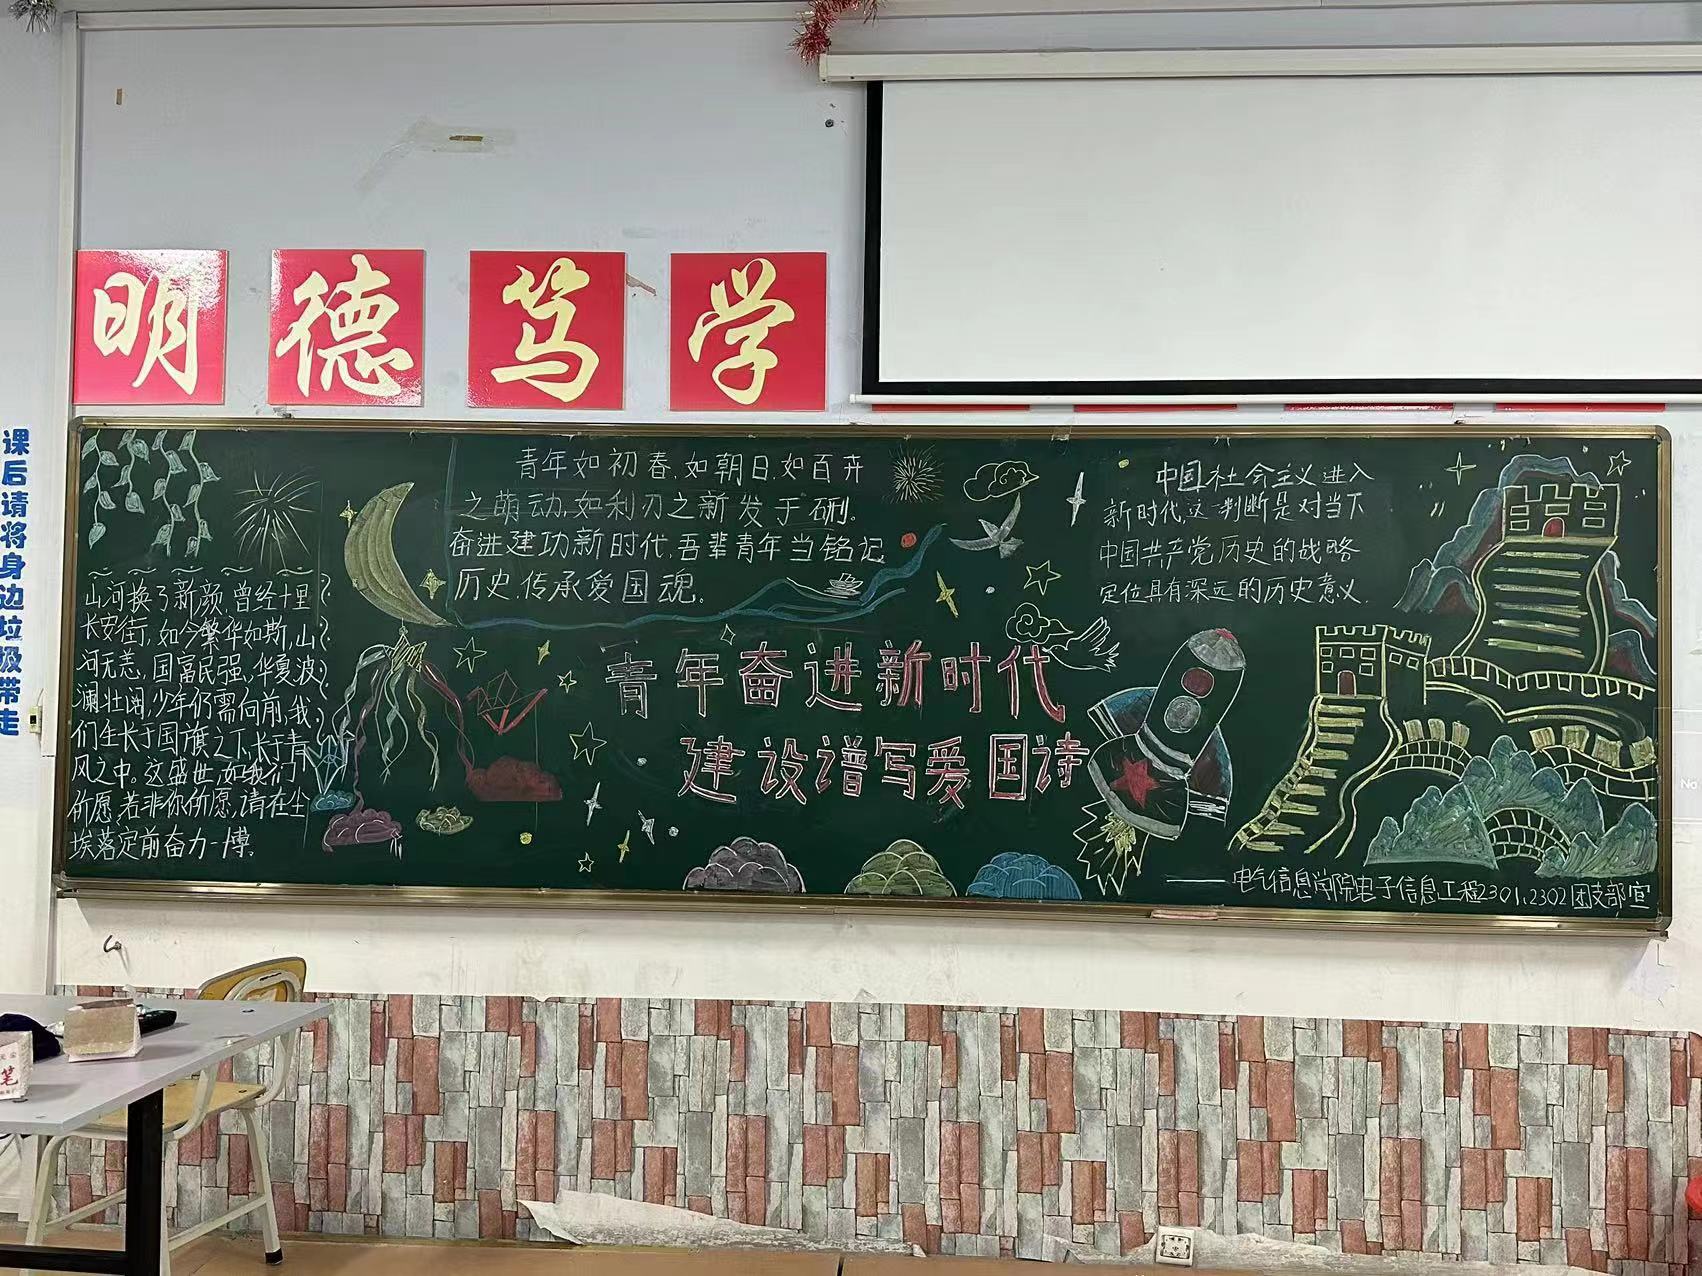 明德笃学
课后请将身边垃圾带走
山河换了新颜,曾经十里
长安街,如今繁华如斯,山
河无恙,国富民强,华夏波
澜壮阔,少年仍需向前,我
们生长于国旗之下,长于青
风之中。这盛世,如我们
所愿,若非你所愿,请在尘
埃落定前奋力一博。
青年如初春,如朝日,如百卉
之萌动,如利刃之新发于硎。
奋进建功新时代,吾辈青年当铭记
历史,传承爱国魂。
青年奋进新时代
建设谱写爱国诗
中国社会主义进入
新时代,这一判断是对当下
中国共产党历史的战略
定位具有深远的历史意义.
——电气信息学院电子信息工程2301,2302团支部宣
笔
No